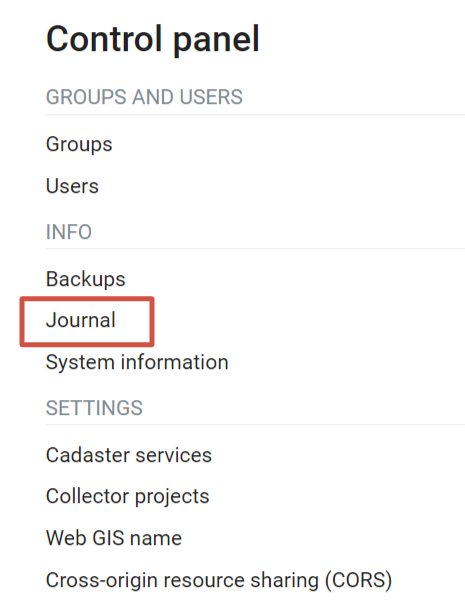 Control panel
GROUPS AND USERS
Groups
Users
INFO
Backups
Journal
System information
SETTINGS
Cadaster services
Collector projects
Web GIS name
Cross-origin resource sharing (CORS)